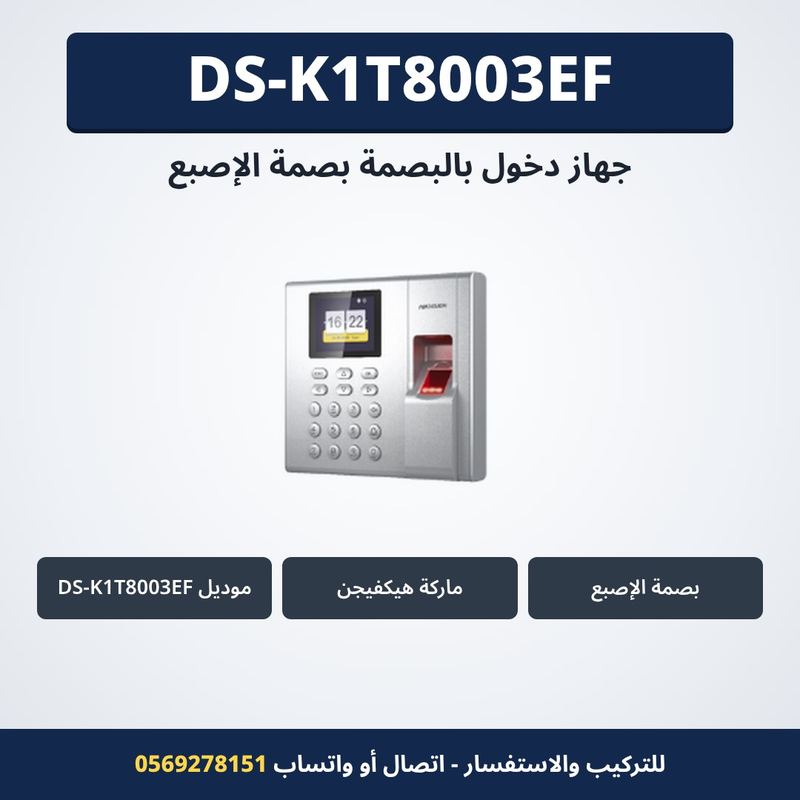 DS-K1T8003EF
جهاز دخول بالبصمة بصمة الإصبع
16 22
بصمة الإصبع
ماركة هيكفيجن
موديل DS-K1T8003EF
للتركيب والاستفسار - اتصال أو واتساب 0569278151